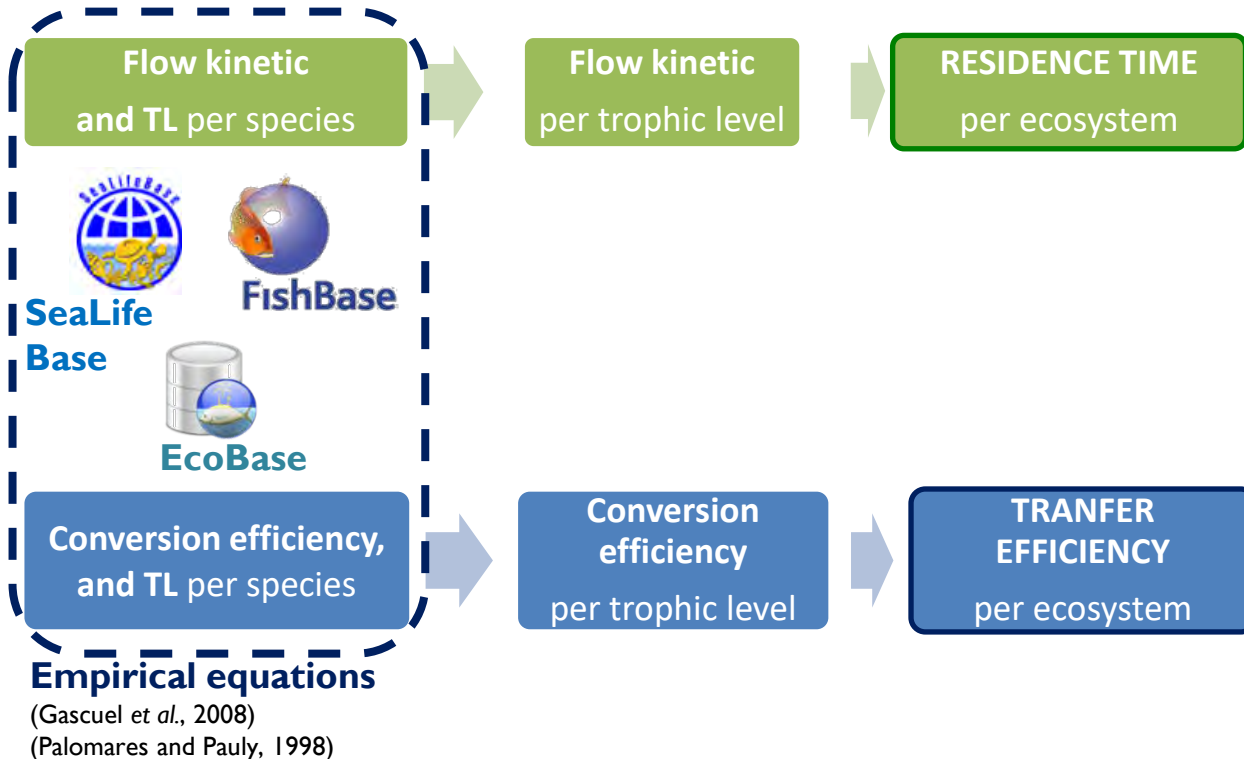 Flow kinetic
and TL per species
Flow kinetic
per trophic level
RESIDENCE TIME
per ecosystem
SeaLifeBase
FishBase
SeaLife
Base
EcoBase
Conversion efficiency,
and TL per species
Conversion
efficiency
per trophic level
TRANFER
EFFICIENCY
per ecosystem
Empirical equations
(Gascuel et al., 2008)
(Palomares and Pauly, 1998)